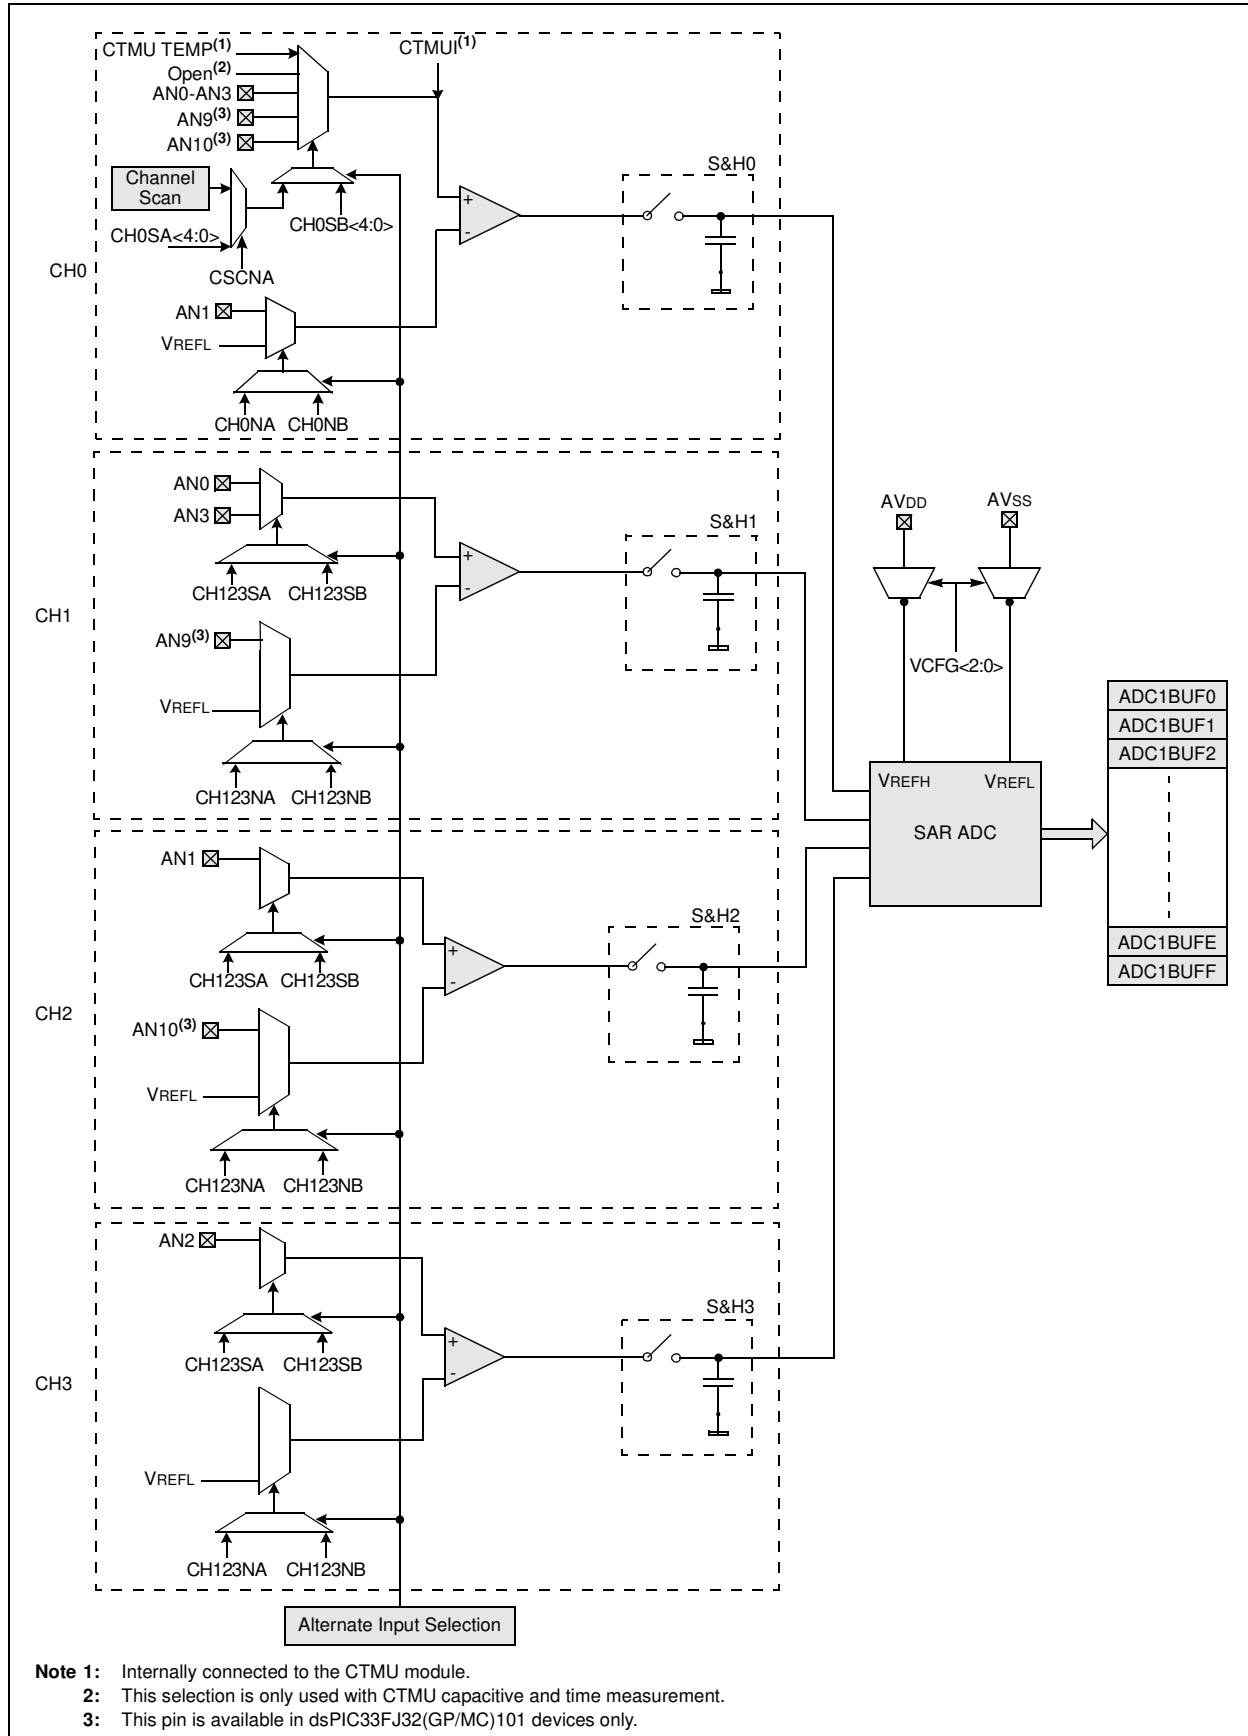 CTMU TEMP(1)
CTMUI(1)
Open(2)
AN0-AN3
AN9(3)
AN10(3)
Channel
Scan
S&H0
+
-
CH0SB<4:0>
CH0SA<4:0>
CH0
CSCNA
AN1
VREFL
CH0NA CH0NB
AN0
AN3
S&H1
+
-
CH123SA CH123SB
CH1
AN9(3)
VREFL
CH123NA CH123NB
AVDD AVSS
VCFG<2:0>
VREFH VREFL
SAR ADC
ADC1BUF0
ADC1BUF1
ADC1BUF2
ADC1BUFE
ADC1BUFF
AN1
S&H2
+
-
CH123SA CH123SB
CH2
AN10(3)
VREFL
CH123NA CH123NB
AN2
S&H3
+
-
CH123SA CH123SB
CH3
VREFL
CH123NA CH123NB
Alternate Input Selection
Note 1: Internally connected to the CTMU module.
2: This selection is only used with CTMU capacitive and time measurement.
3: This pin is available in dsPIC33FJ32(GP/MC)101 devices only.